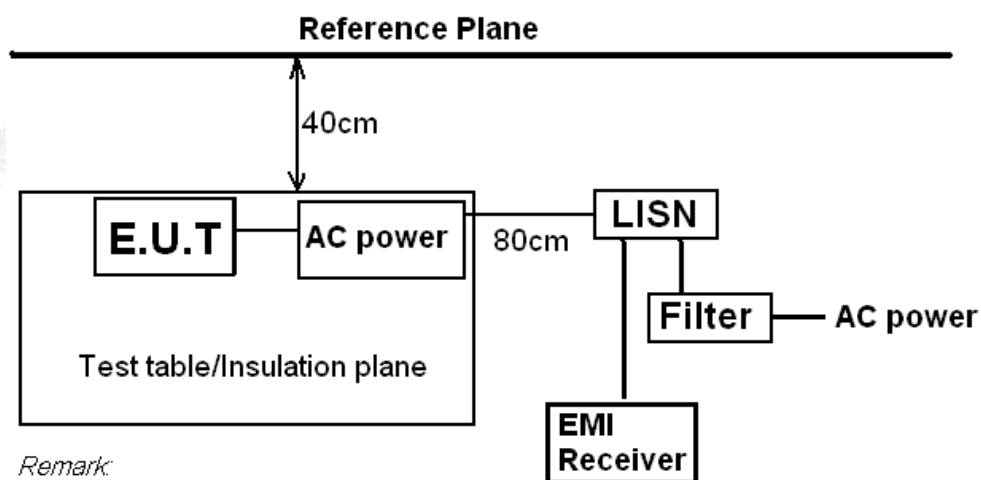 Reference Plane
40cm
E.U.T
AC power
80cm
LISN
Filter
AC power
Test table/Insulation plane
EMI
Receiver
Remark: